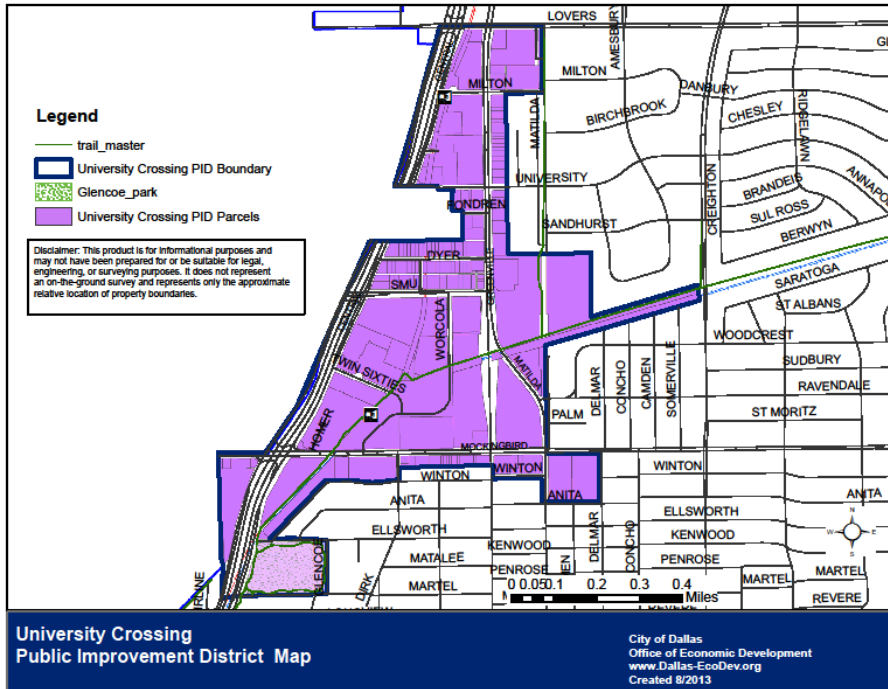 LOVERS
AMESBURY
CENTRAL
MILTON
MILTON
DANBURY
BIRCHBROOK
CHESLEY
RIDGELAWN
MATILDA
Legend
trail_master
University Crossing PID Boundary
Glencoe_park
University Crossing PID Parcels
UNIVERSITY
BRANDEIS
SUL ROSS
CREIGHTON
FONDREN
SANDHURST
BERWYN
Disclaimer: This product is for informational purposes and
may not have been prepared for or be suitable for legal,
engineering, or surveying purposes. It does not represent
an on-the-ground survey and represents only the approximate
relative location of property boundaries.
DYER
SMU
GREENVILLE
SARATOGA
ST ALBANS
WORCOLA
WOODCREST
TWIN SIXTIES
MATILDA
SUDBURY
RAVENDALE
HOMER
PALM
DELMAR
CONCHO
CAMDEN
SOMERVILLE
ST MORITZ
MOCKINGBIRD
WINTON
WINTON
WINTON
ANITA
ANITA
ANITA
ELLSWORTH
ELLSWORTH
KENWOOD
KENWOOD
DELMAR
CONCHO
N
W
E
S
GLENCOE
MATALEE
PENROSE
PENROSE
MARTEL
DIRK
MARTEL
MARTEL
REVERE
0 0.05 0.1 0.2 0.3 0.4
Miles
University Crossing
Public Improvement District Map
City of Dallas
Office of Economic Development
www.Dallas-EcoDev.org
Created 8/2013